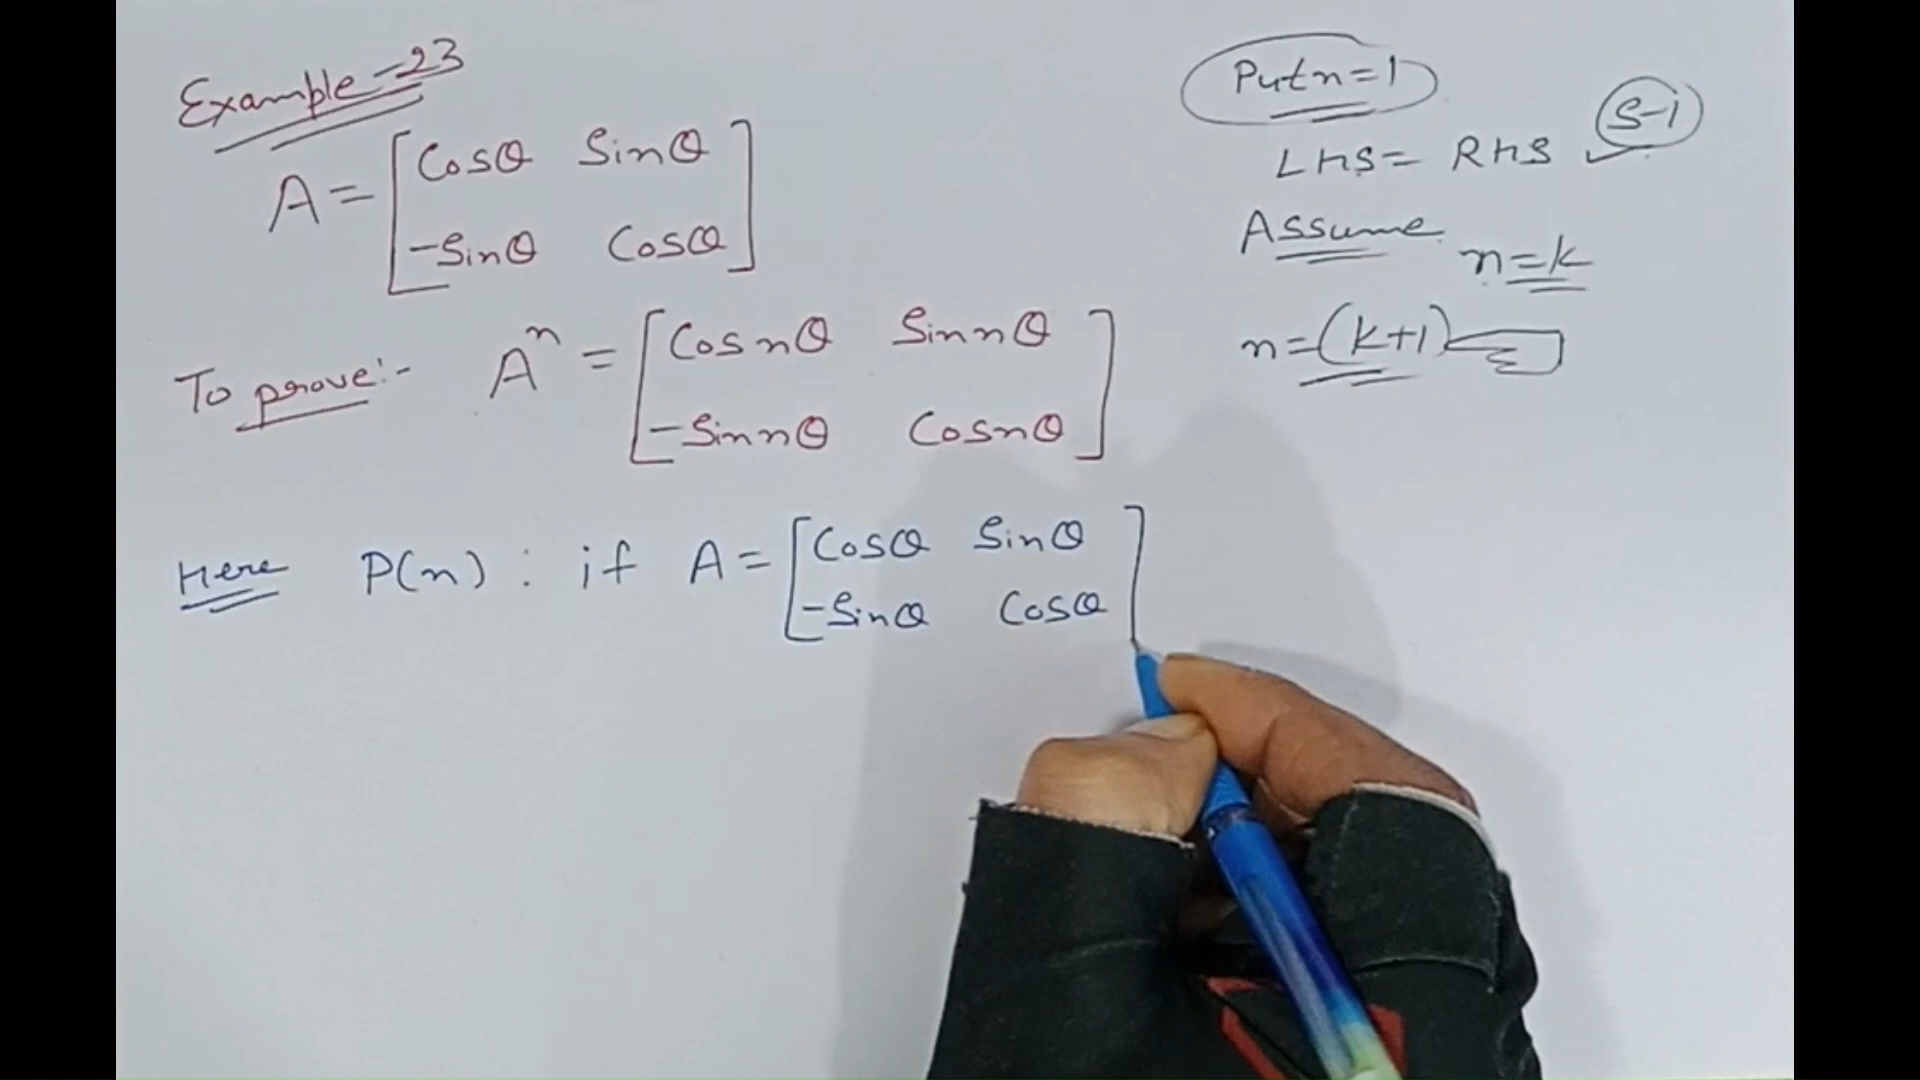 Example-23
A = [Cosθ Sinθ
-Sinθ Cosθ]
To prove:- Aⁿ = [Cosnθ Sinnθ
-Sinnθ Cosnθ]
Here P(n) : if A = [Cosθ Sinθ
-Sinθ Cosθ]
Put n=1
LHS = RHS S-1
Assume n=k
n=(k+1)